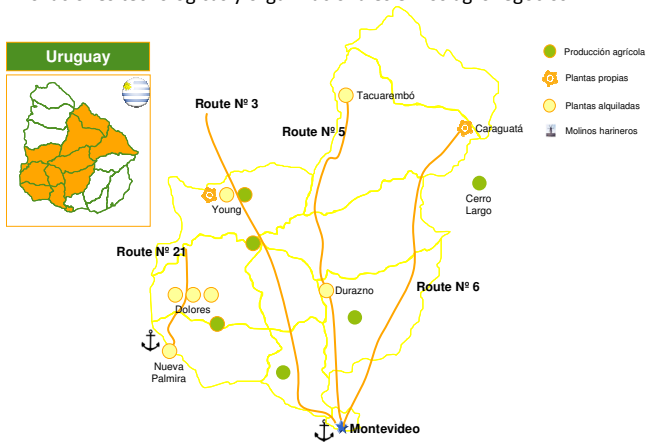 Uruguay
Producción agrícola
Plantas propias
Plantas alquiladas
Molinos harineros
Route Nº 3
Tacuarembó
Route Nº 5
Caraguatá
Cerro
Largo
Young
Route Nº 21
Route Nº 6
Durazno
Dolores
Nueva
Palmira
Montevideo